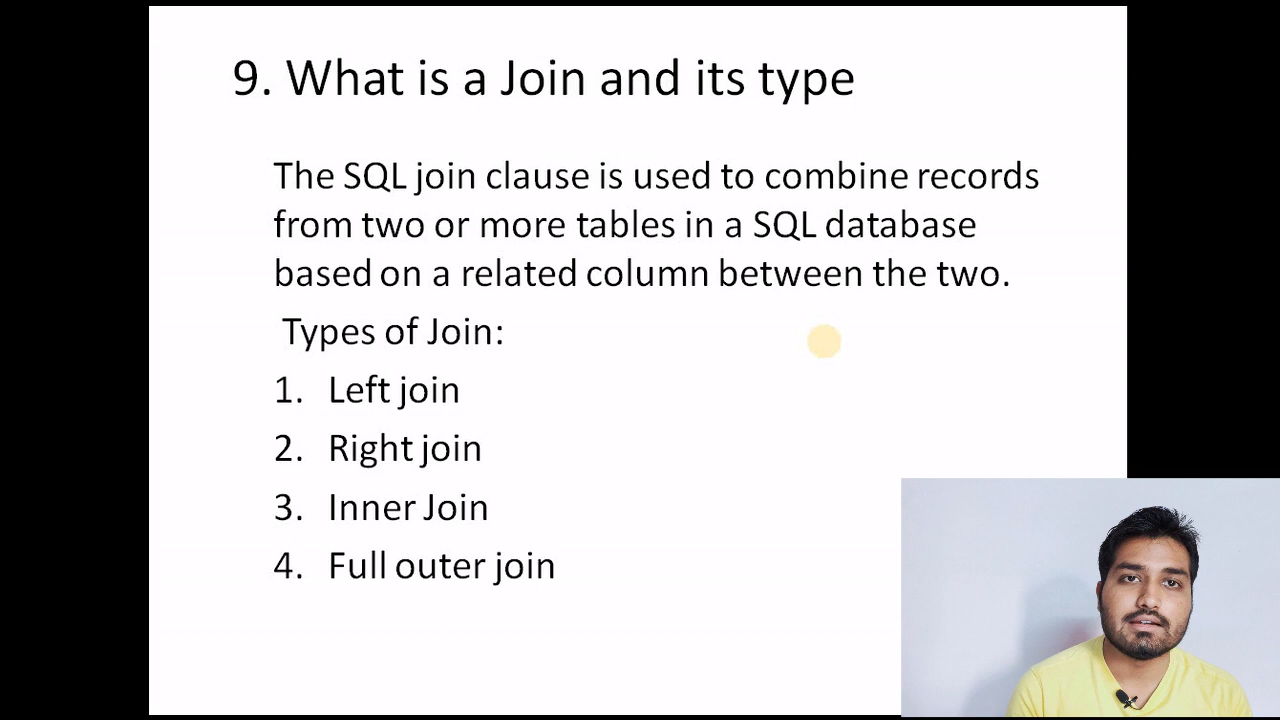 9. What is a Join and its type
The SQL join clause is used to combine records
from two or more tables in a SQL database
based on a related column between the two.
Types of Join:
1. Left join
2. Right join
3. Inner Join
4. Full outer join